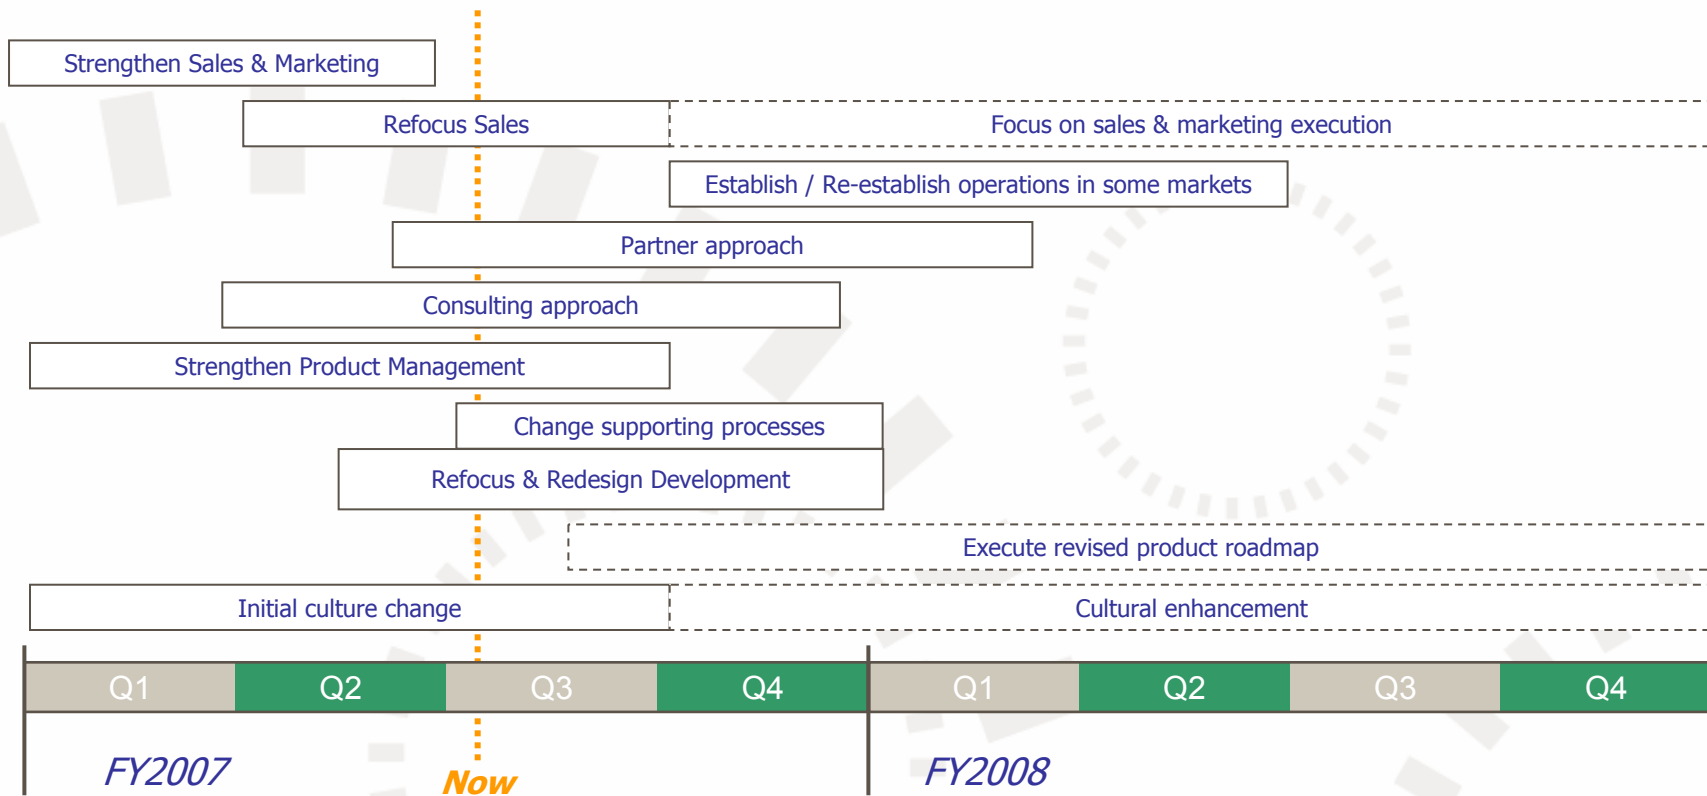 Strengthen Sales & Marketing
Refocus Sales
Focus on sales & marketing execution
Establish / Re-establish operations in some markets
Partner approach
Consulting approach
Strengthen Product Management
Change supporting processes
Refocus & Redesign Development
Execute revised product roadmap
Initial culture change
Cultural enhancement
Q1 Q2 Q3 Q4 Q1 Q2 Q3 Q4
FY2007
Now
FY2008